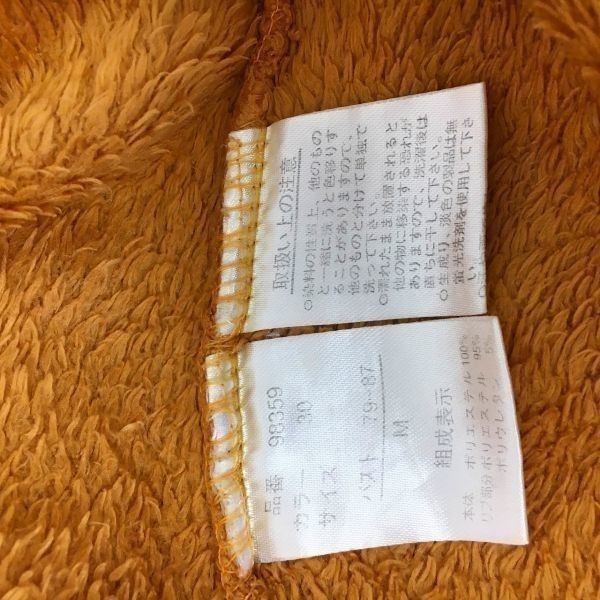 取扱い上の注意
○染料の性質上、他のもの
と一緒に洗うと色移りす
ることがありますので、
他のものと分けて単独で
洗って下さい。
○濡れたまま放置されると
他の物に移染する恐れが
ありますので、洗濯後は
直ちに干して下さい。
○生成り、淡色の製品は無
蛍光洗剤を使用して下さ
い。
品番 98359
カラー 30
サイズ
バスト 79-87
M
組成表示
本体 ポリエステル 100%
リブ部分 ポリエステル 95%
ポリウレタン 5%